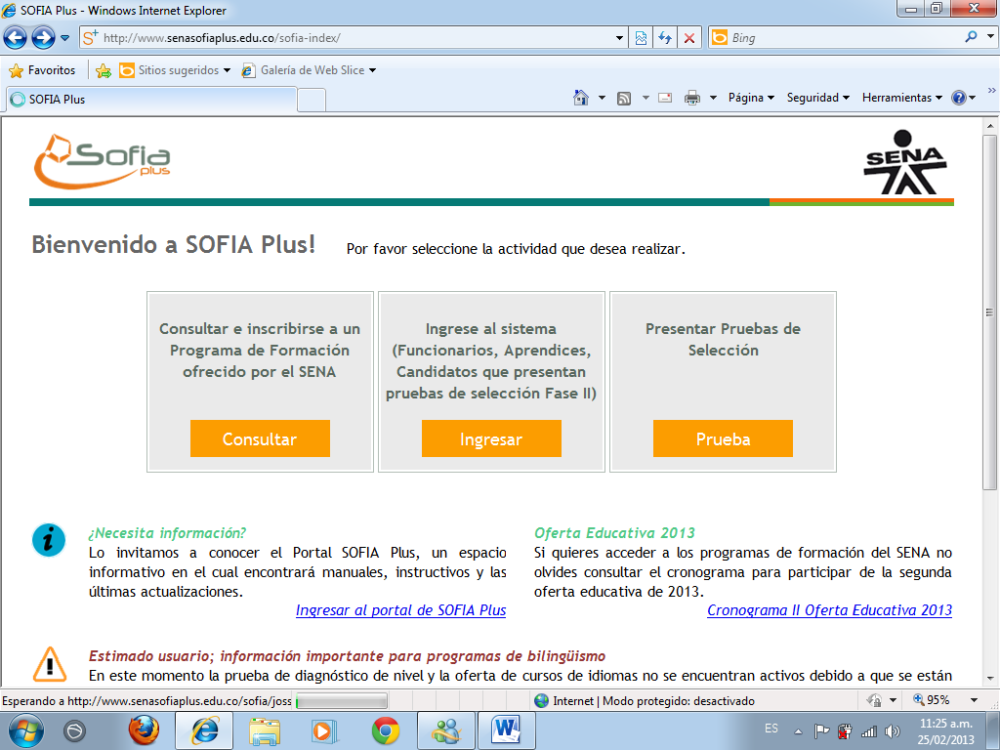 SOFIA Plus - Windows Internet Explorer
http://www.senasofiaplus.edu.co/sofia-index/
Bing
Favoritos
Sitios sugeridos
Galería de Web Slice
SOFIA Plus
Página
Seguridad
Herramientas
Sofia
plus
SENA
Bienvenido a SOFIA Plus!
Por favor seleccione la actividad que desea realizar.
Consultar e inscribirse a un
Programa de Formación
ofrecido por el SENA
Consultar
Ingrese al sistema
(Funcionarios, Aprendices,
Candidatos que presentan
pruebas de selección Fase II)
Ingresar
Presentar Pruebas de
Selección
Prueba
¿Necesita información?
Lo invitamos a conocer el Portal SOFIA Plus, un espacio
informativo en el cual encontrará manuales, instructivos y las
últimas actualizaciones.
Ingresar al portal de SOFIA Plus
Oferta Educativa 2013
Si quieres acceder a los programas de formación del SENA no
olvides consultar el cronograma para participar de la segunda
oferta educativa de 2013.
Cronograma II Oferta Educativa 2013
Estimado usuario; información importante para programas de bilingüismo
En este momento la prueba de diagnóstico de nivel y la oferta de cursos de idiomas no se encuentran activos debido a que se están
Esperando a http://www.senasofiaplus.edu.co/sofia/joss
Internet | Modo protegido: desactivado
95%
ES
11:25 a.m.
25/02/2013